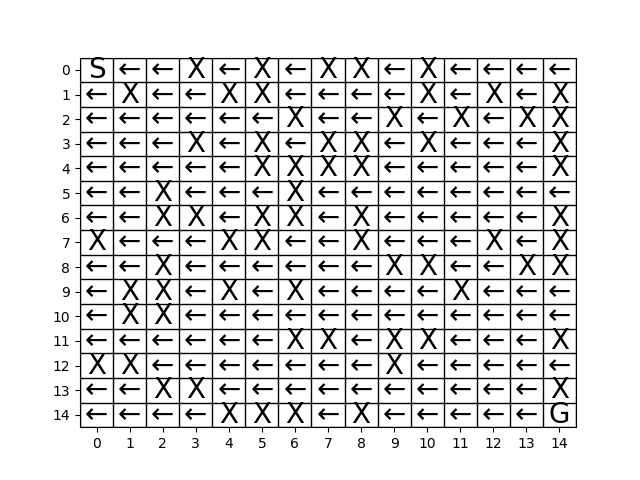 0 S ← ← X ← X ← X X ← X ← ← ← ←
1 ← X ← ← X X ← ← ← ← X ← X ← X
2 ← ← ← ← ← ← X ← ← X ← X ← X X
3 ← ← ← X ← X ← X X ← X ← ← ← X
4 ← ← ← ← ← X X X X ← ← ← ← ← X
5 ← ← X ← ← ← X ← ← ← ← ← ← ← ←
6 ← ← X X ← X X ← X ← ← ← ← ← X
7 X ← ← ← X X ← ← X ← ← ← X ← X
8 ← ← X ← ← ← ← ← ← X X ← ← X X
9 ← X X ← X ← X ← ← ← ← X ← ← ←
10 ← X X ← ← ← ← ← ← ← ← ← ← ← ←
11 ← ← ← ← ← ← X X ← X X ← ← ← X
12 X X ← ← ← ← ← ← ← X ← ← ← ← ←
13 ← ← X X ← ← ← ← ← ← ← ← ← ← X
14 ← ← ← ← X X X ← X ← ← ← ← ← G
0 1 2 3 4 5 6 7 8 9 10 11 12 13 14